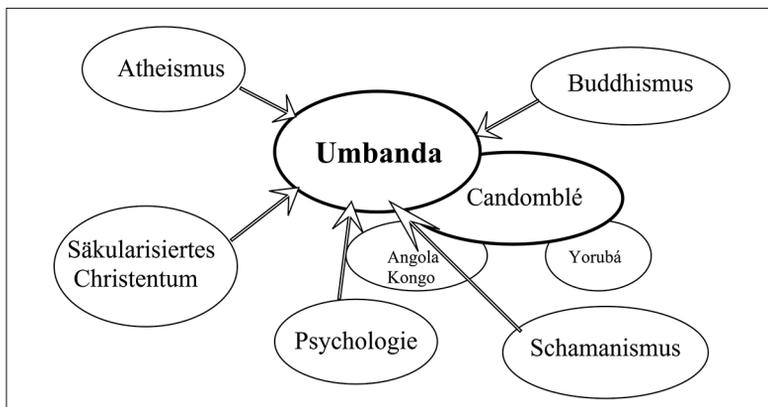 Atheismus
Buddhismus
Umbanda
Candomblé
Säkularisiertes
Christentum
Angola
Kongo
Yorubá
Psychologie
Schamanismus